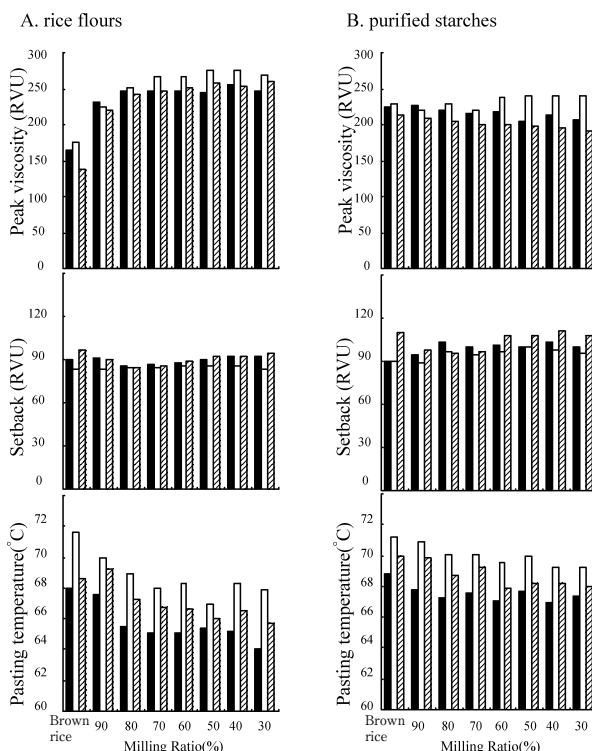 A. rice flours
B. purified starches
Peak viscosity (RVU)
300
250
200
150
100
50
0
Peak viscosity (RVU)
300
250
200
150
100
50
0
Setback (RVU)
120
90
60
30
0
Setback (RVU)
120
90
60
30
0
Pasting temperature(°C)
72
70
68
66
64
62
60
Pasting temperature(°C)
72
70
68
66
64
62
60
Brown
rice
90 80 70 60 50 40 30
Milling Ratio(%)
Brown
rice
90 80 70 60 50 40 30
Milling Ratio(%)